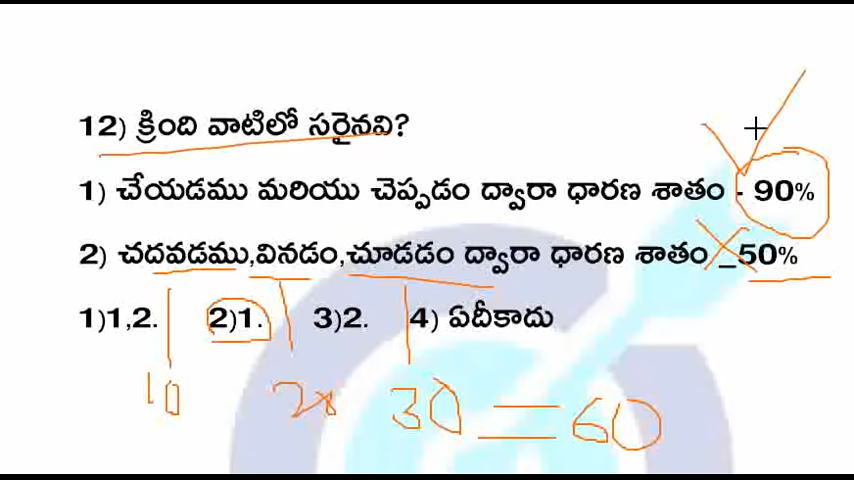 12) క్రింది వాటిలో సరైనవి?
1) చేయడము మరియు చెప్పడం ద్వారా ధారణ శాతం - 90%
2) చదవడము,వినడం,చూడడం ద్వారా ధారణ శాతం _50%
1)1,2. 2)1. 3)2. 4) ఏదీకాదు
10 20 30 = 60